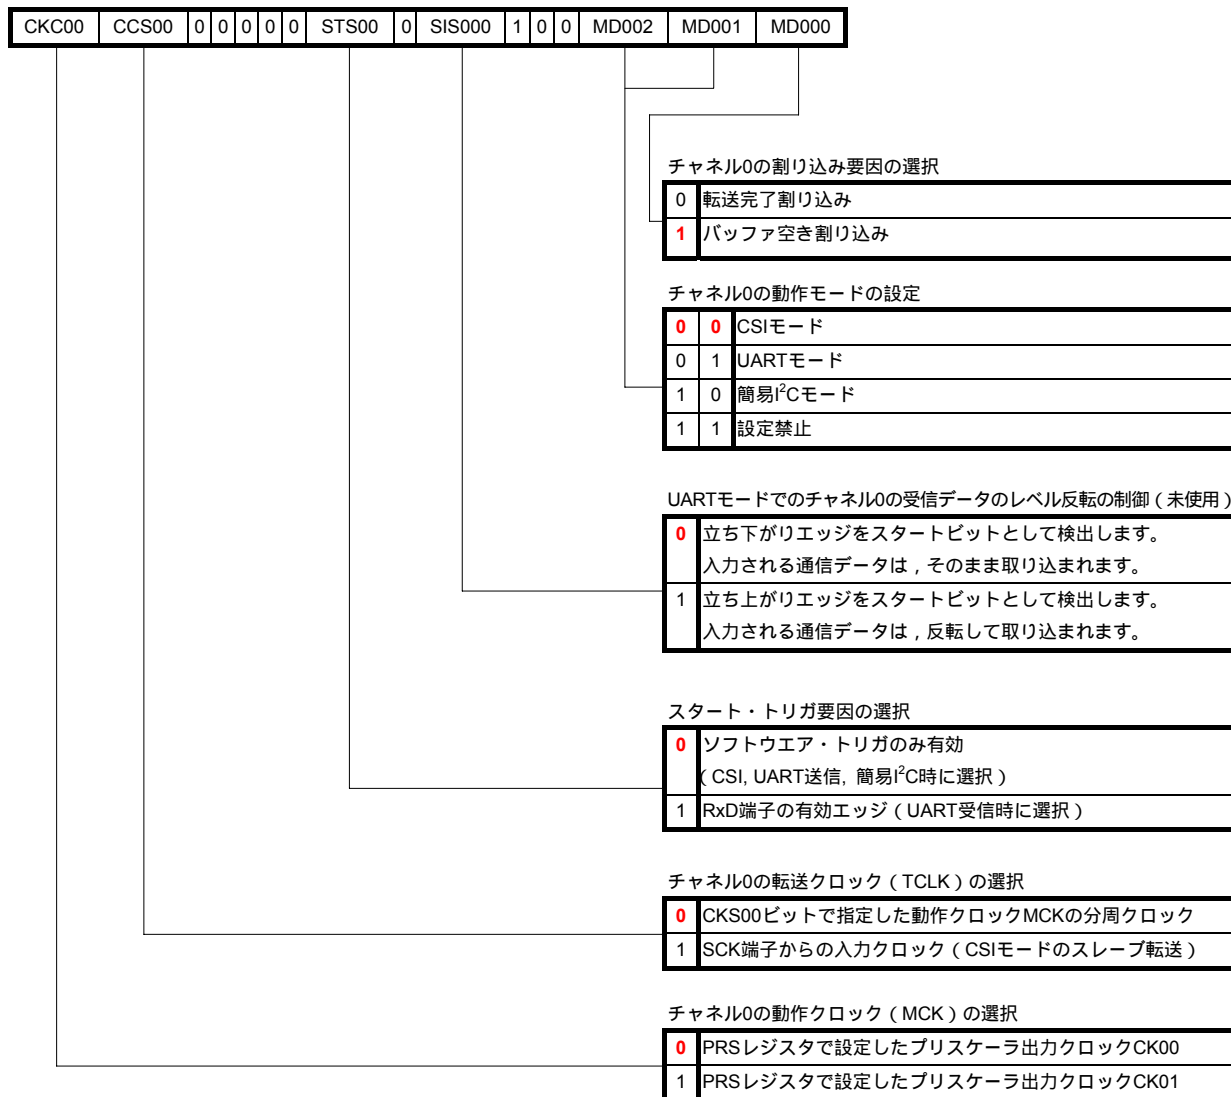 CKC00 CCS00 0 0 0 0 0 STS00 0 SIS000 1 0 0 MD002 MD001 MD000
チャネル0の割り込み要因の選択
0 転送完了割り込み
1 バッファ空き割り込み
チャネル0の動作モードの設定
0 0 CSIモード
0 1 UARTモード
1 0 簡易I²Cモード
1 1 設定禁止
UARTモードでのチャネル0の受信データのレベル反転の制御(未使用)
0 立ち下がりエッジをスタートビットとして検出します。
入力される通信データは,そのまま取り込まれます。
1 立ち上がりエッジをスタートビットとして検出します。
入力される通信データは,反転して取り込まれます。
スタート・トリガ要因の選択
0 ソフトウエア・トリガのみ有効
(CSI, UART送信, 簡易I²C時に選択)
1 RxD端子の有効エッジ(UART受信時に選択)
チャネル0の転送クロック(TCLK)の選択
0 CKS00ビットで指定した動作クロックMCKの分周クロック
1 SCK端子からの入力クロック(CSIモードのスレーブ転送)
チャネル0の動作クロック(MCK)の選択
0 PRSレジスタで設定したプリスケーラ出力クロックCK00
1 PRSレジスタで設定したプリスケーラ出力クロックCK01